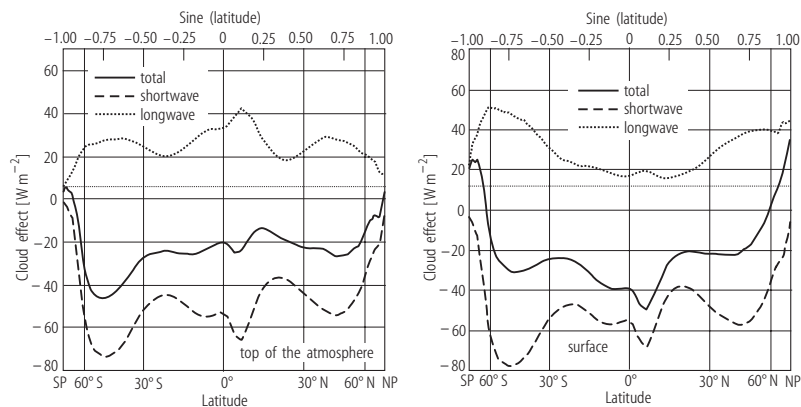 Sine (latitude)
−1.00 −0.75 −0.50 −0.25 0 0.25 0.50 0.75 1.00
60
40
20
0
−20
−40
−60
−80
Cloud effect [W m−2]
total
shortwave
longwave
top of the atmosphere
SP 60° S 30° S 0° 30° N 60° N NP
Latitude
Sine (latitude)
−1.00 −0.75 −0.50 −0.25 0 0.25 0.50 0.75 1.00
80
60
40
20
0
−20
−40
−60
−80
Cloud effect [W m−2]
total
shortwave
longwave
surface
SP 60° S 30° S 0° 30° N 60° N NP
Latitude